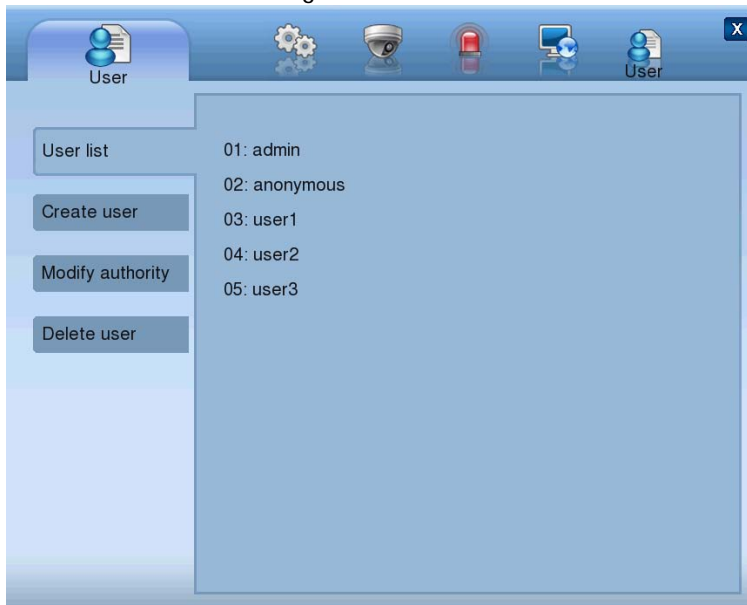 User
User
X
User list
Create user
Modify authority
Delete user
01: admin
02: anonymous
03: user1
04: user2
05: user3